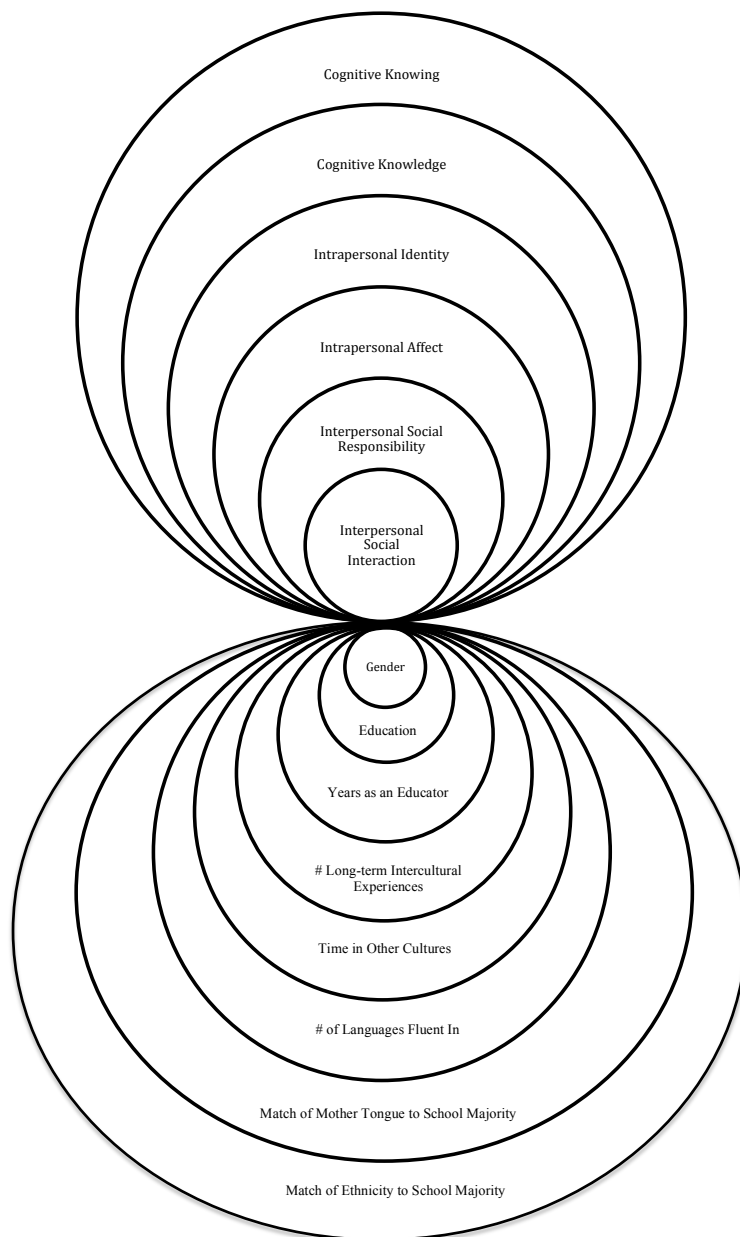 Cognitive Knowing
Cognitive Knowledge
Intrapersonal Identity
Intrapersonal Affect
Interpersonal Social
Responsibility
Interpersonal
Social
Interaction
Gender
Education
Years as an Educator
# Long-term Intercultural
Experiences
Time in Other Cultures
# of Languages Fluent In
Match of Mother Tongue to School Majority
Match of Ethnicity to School Majority